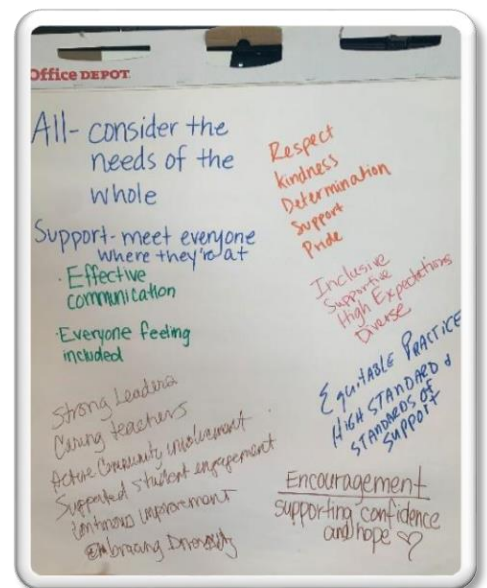 Office DEPOT
All- consider the
needs of the
whole
Support- meet everyone
where they're at
· Effective
communication
· Everyone feeling
included
Strong Leaders
Caring teachers
Active Community involvement
Supported student engagement
Continous improvement
Embracing Diversity
Respect
Kindness
Determination
Support
Pride
Inclusive
Supportive
High Expectations
Diverse
EQUITABLE PRACTICE
HIGH STANDARD &
STANDARDS OF
SUPPORT
Encouragement
supporting confidence
and hope ♡